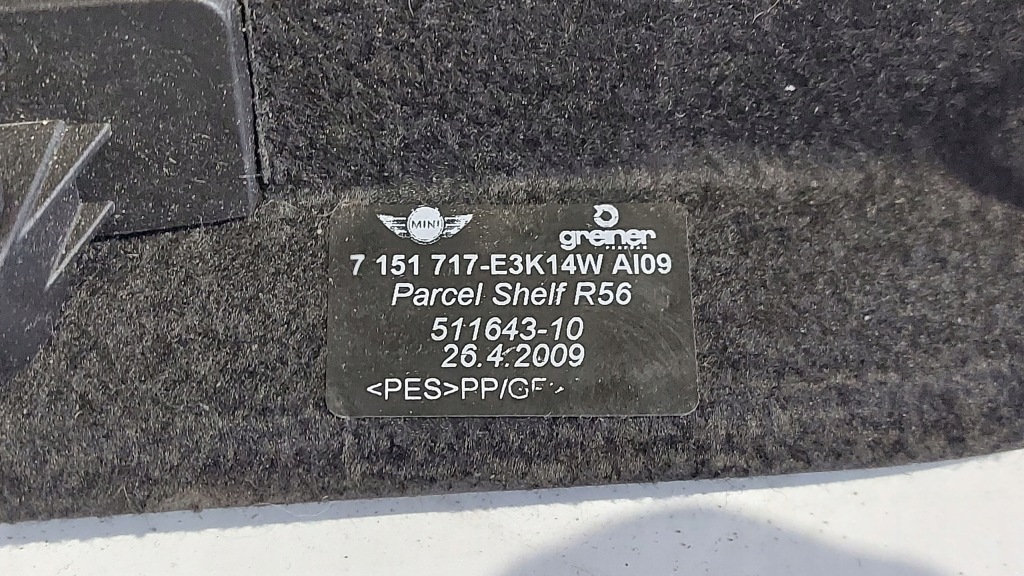 MINI
greiner
7 151 717-E3K14W AI09
Parcel Shelf R56
511643-10
26.4.2009
<PES>PP/GF